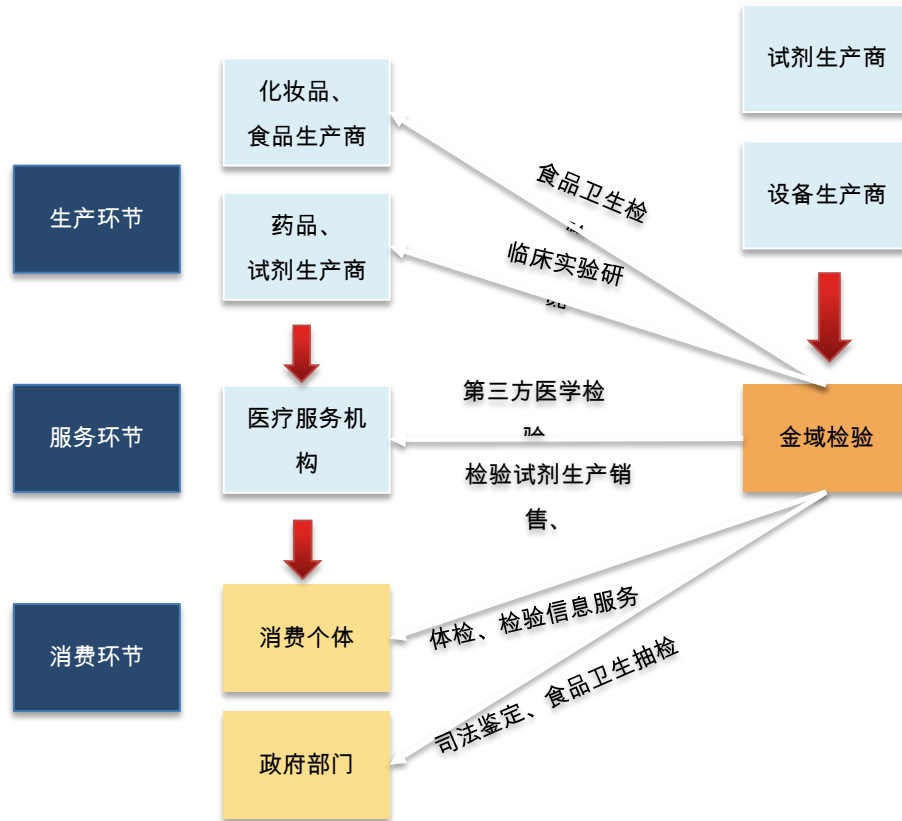 试剂生产商
化妆品、
食品生产商
设备生产商
生产环节
药品、
试剂生产商
食品卫生检
临床实验研
服务环节
医疗服务机
构
第三方医学检
验
检验试剂生产销
售、
金域检验
消费环节
消费个体
体检、检验信息服务
司法鉴定、食品卫生抽检
政府部门